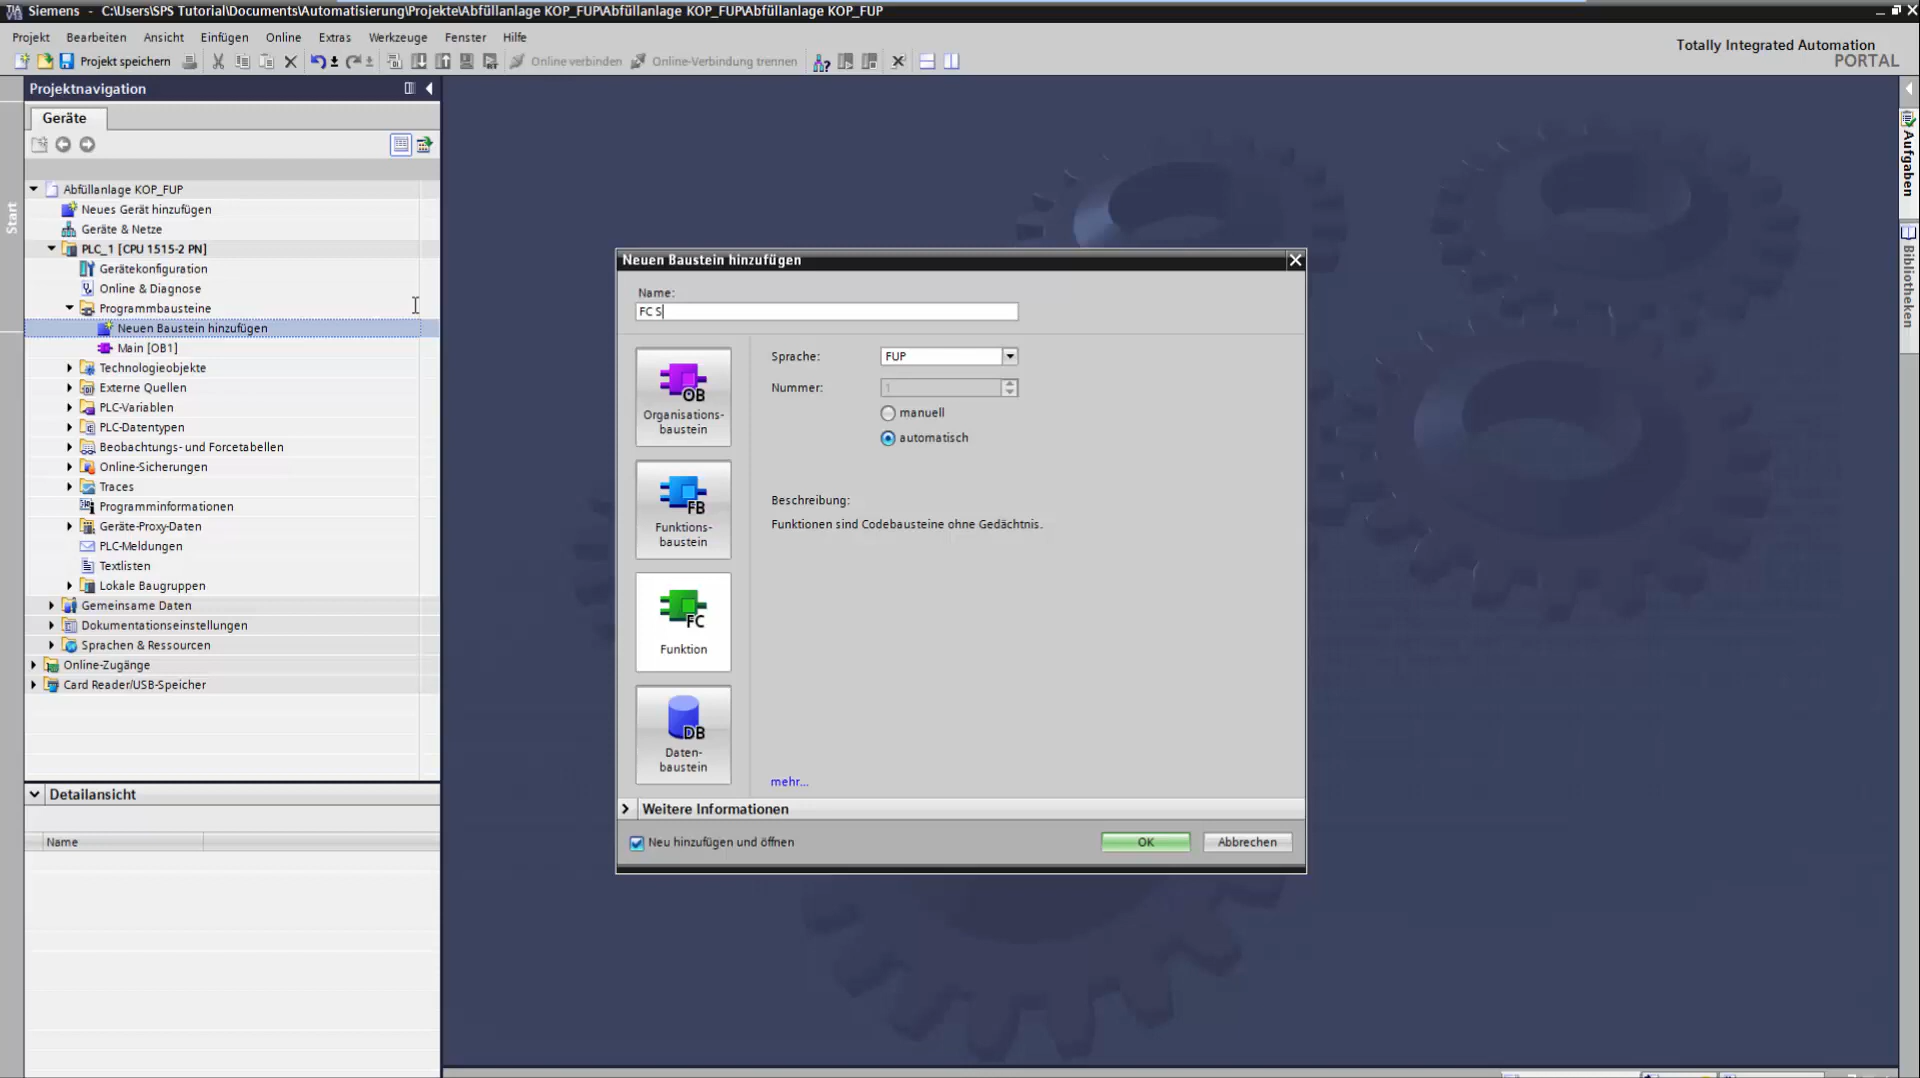 Siemens - C:\Users\SPS Tutorial\Documents\Automatisierung\Projekte\Abfüllanlage KOP_FUP\Abfüllanlage KOP_FUP\Abfüllanlage KOP_FUP
Projekt Bearbeiten Ansicht Einfügen Online Extras Werkzeuge Fenster Hilfe
Totally Integrated Automation
PORTAL
Projekt speichern Online verbinden Online-Verbindung trennen
Projektnavigation
Geräte
Start
Abfüllanlage KOP_FUP
Neues Gerät hinzufügen
Geräte & Netze
PLC_1 [CPU 1515-2 PN]
Gerätekonfiguration
Online & Diagnose
Programmbausteine
Neuen Baustein hinzufügen
Main [OB1]
Technologieobjekte
Externe Quellen
PLC-Variablen
PLC-Datentypen
Beobachtungs- und Forcetabellen
Online-Sicherungen
Traces
Programminformationen
Geräte-Proxy-Daten
PLC-Meldungen
Textlisten
Lokale Baugruppen
Gemeinsame Daten
Dokumentationseinstellungen
Sprachen & Ressourcen
Online-Zugänge
Card Reader/USB-Speicher
Detailansicht
Name
Neuen Baustein hinzufügen
Name:
FC S
OB
Organisations-
baustein
FB
Funktions-
baustein
FC
Funktion
DB
Daten-
baustein
Sprache: FUP
Nummer: 1
manuell
automatisch
Beschreibung:
Funktionen sind Codebausteine ohne Gedächtnis.
mehr...
Weitere Informationen
Neu hinzufügen und öffnen
OK Abbrechen
Aufgaben
Bibliotheken